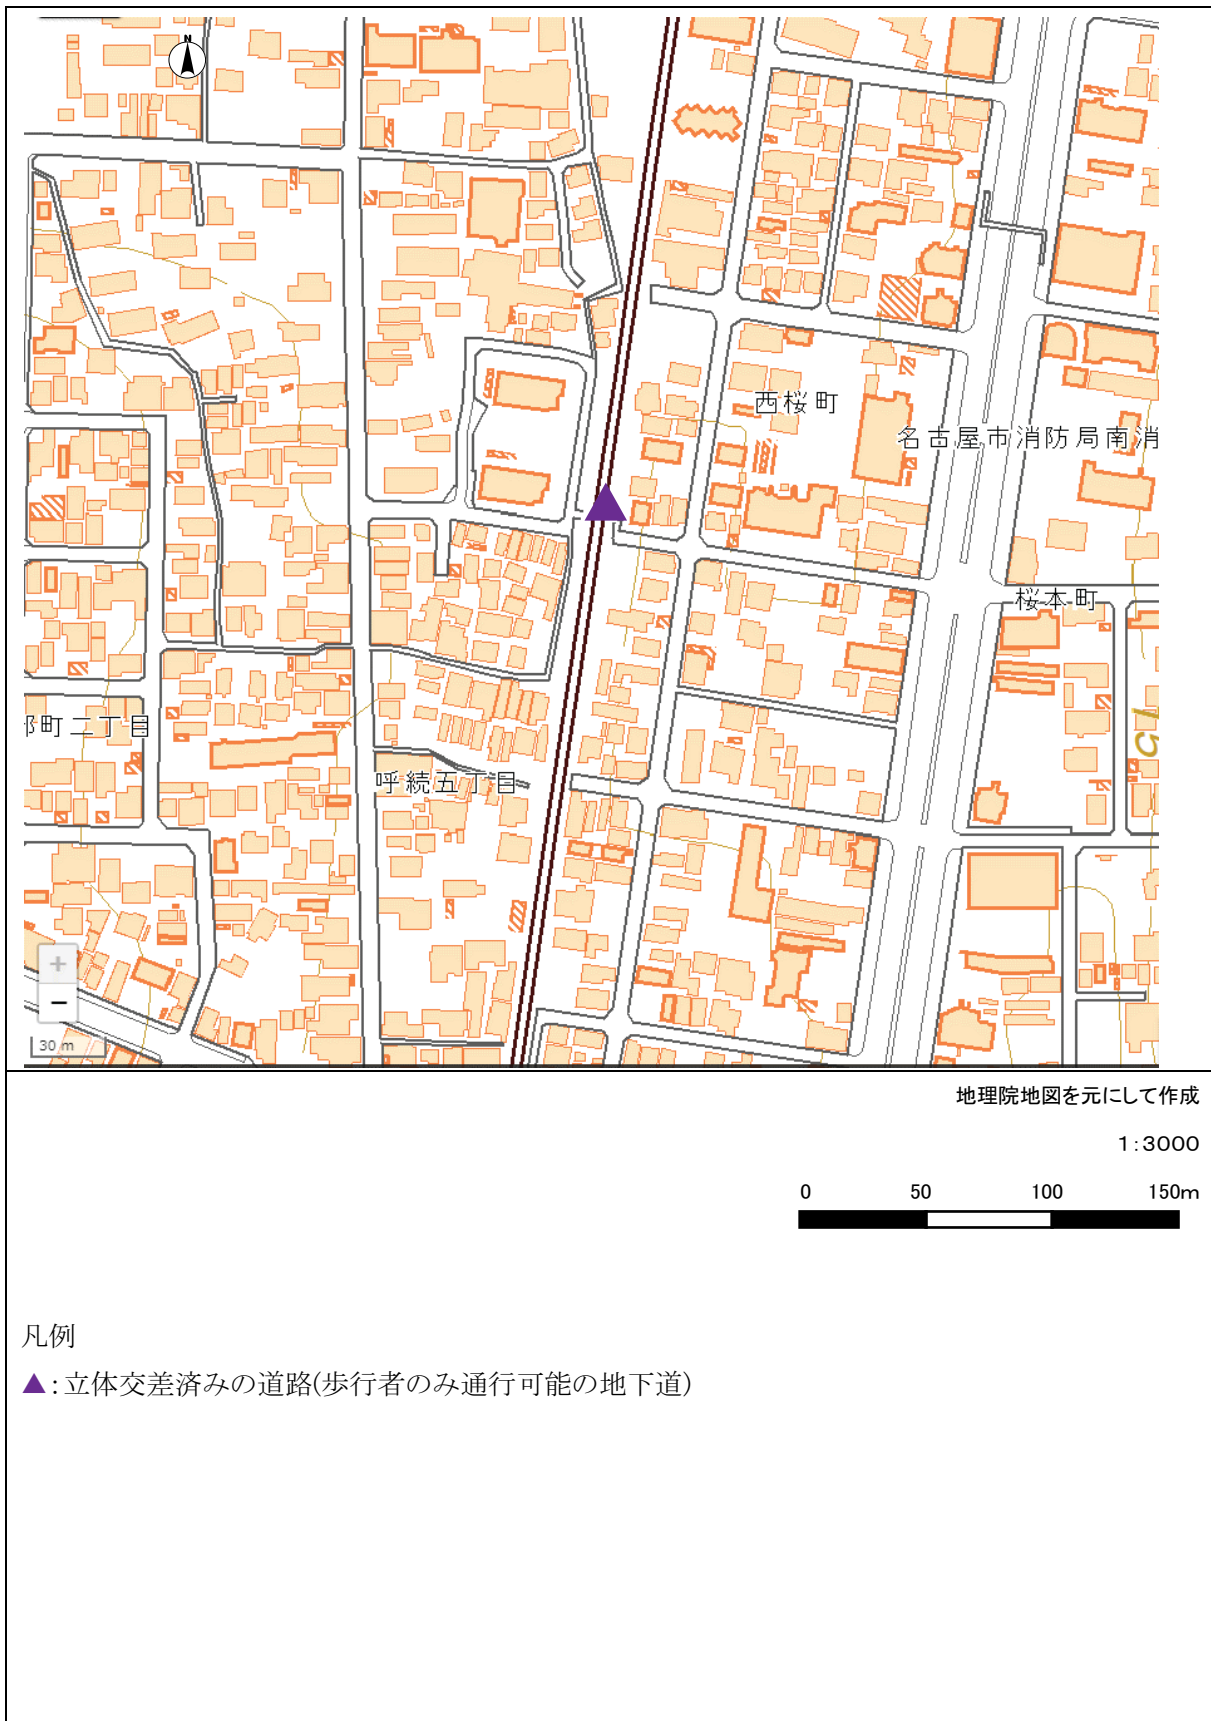 N
西桜町
名古屋市消防局南消
桜本町
部町二丁目
15
呼続五丁目
+
−
30 m
地理院地図を元にして作成
1:3000
0 50 100 150m
凡例
▲:立体交差済みの道路(歩行者のみ通行可能の地下道)